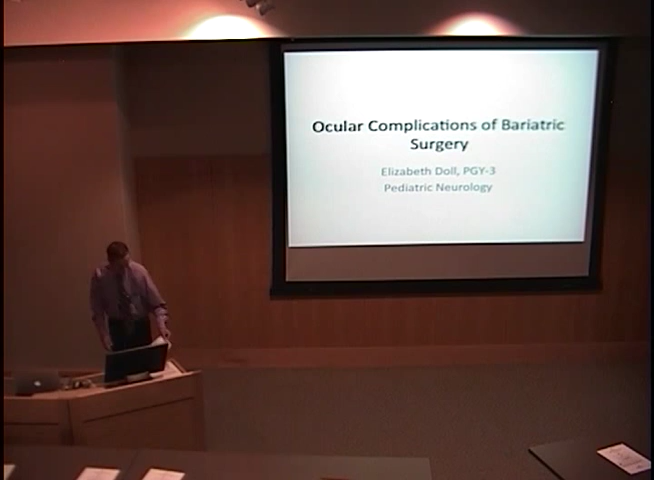 Ocular Complications of Bariatric
Surgery
Elizabeth Doll, PGY-3
Pediatric Neurology